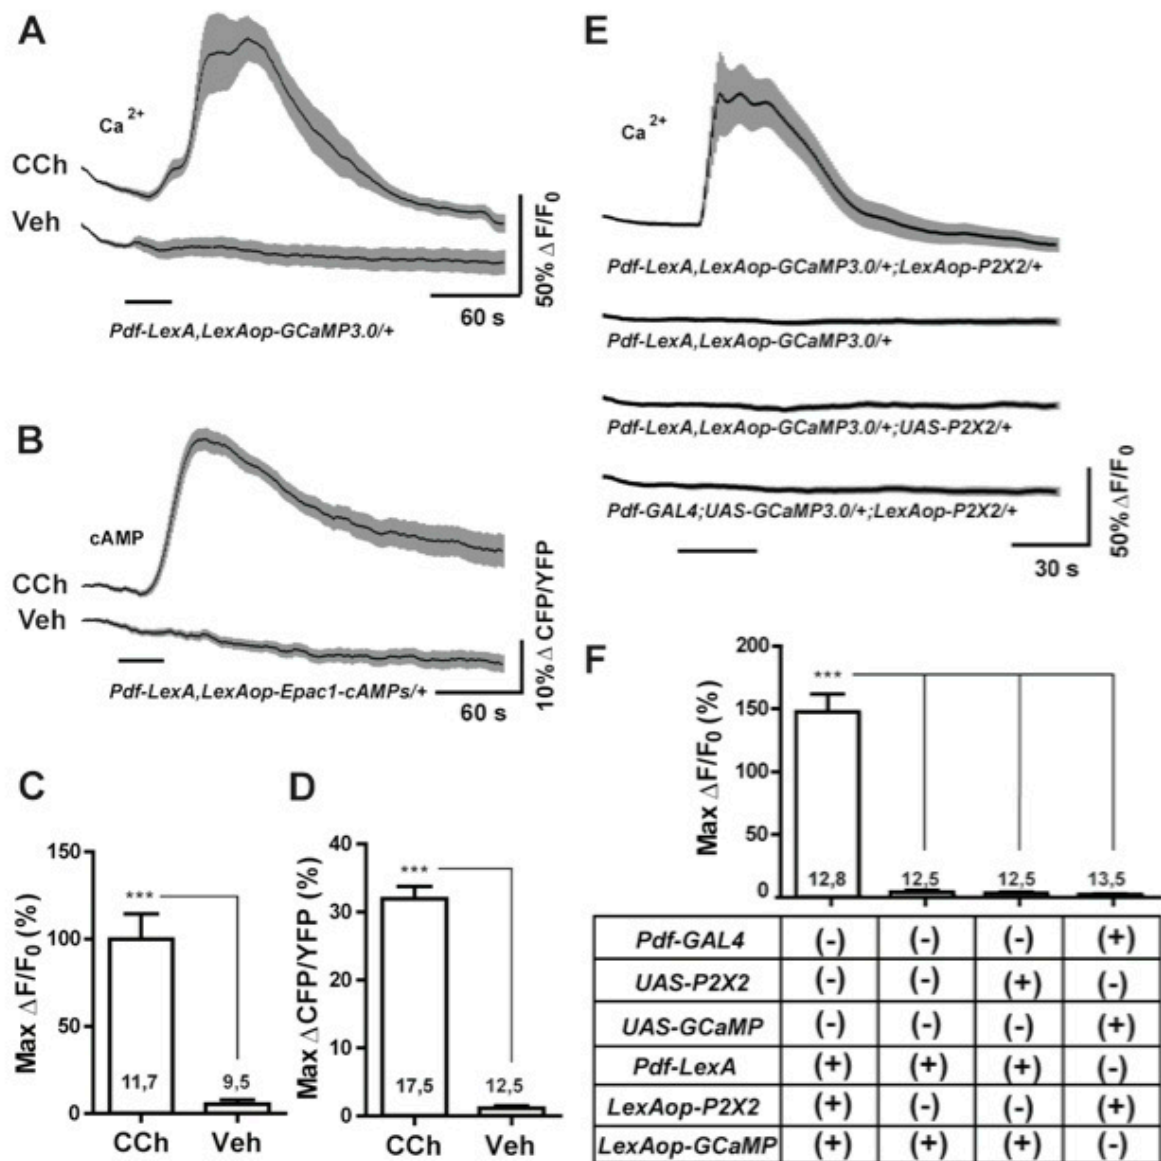 A
Ca 2+
CCh
Veh
50% Δ F/F0
60 s
Pdf-LexA,LexAop-GCaMP3.0/+
B
cAMP
CCh
Veh
10% Δ CFP/YFP
Pdf-LexA,LexAop-Epac1-cAMPs/+
60 s
C
Max ΔF/F0 (%)
150
100
50
0
***
11,7
9,5
CCh Veh
D
Max ΔCFP/YFP (%)
40
30
20
10
0
***
17,5
12,5
CCh Veh
E
Ca 2+
Pdf-LexA,LexAop-GCaMP3.0/+;LexAop-P2X2/+
Pdf-LexA,LexAop-GCaMP3.0/+
Pdf-LexA,LexAop-GCaMP3.0/+;UAS-P2X2/+
Pdf-GAL4;UAS-GCaMP3.0/+;LexAop-P2X2/+
50% Δ F/F0
30 s
F
Max ΔF/F0 (%)
200
150
100
50
0
***
12,8 12,5 12,5 13,5
Pdf-GAL4 (-) (-) (-) (+)
UAS-P2X2 (-) (-) (+) (-)
UAS-GCaMP (-) (-) (-) (+)
Pdf-LexA (+) (+) (+) (-)
LexAop-P2X2 (+) (-) (-) (+)
LexAop-GCaMP (+) (+) (+) (-)